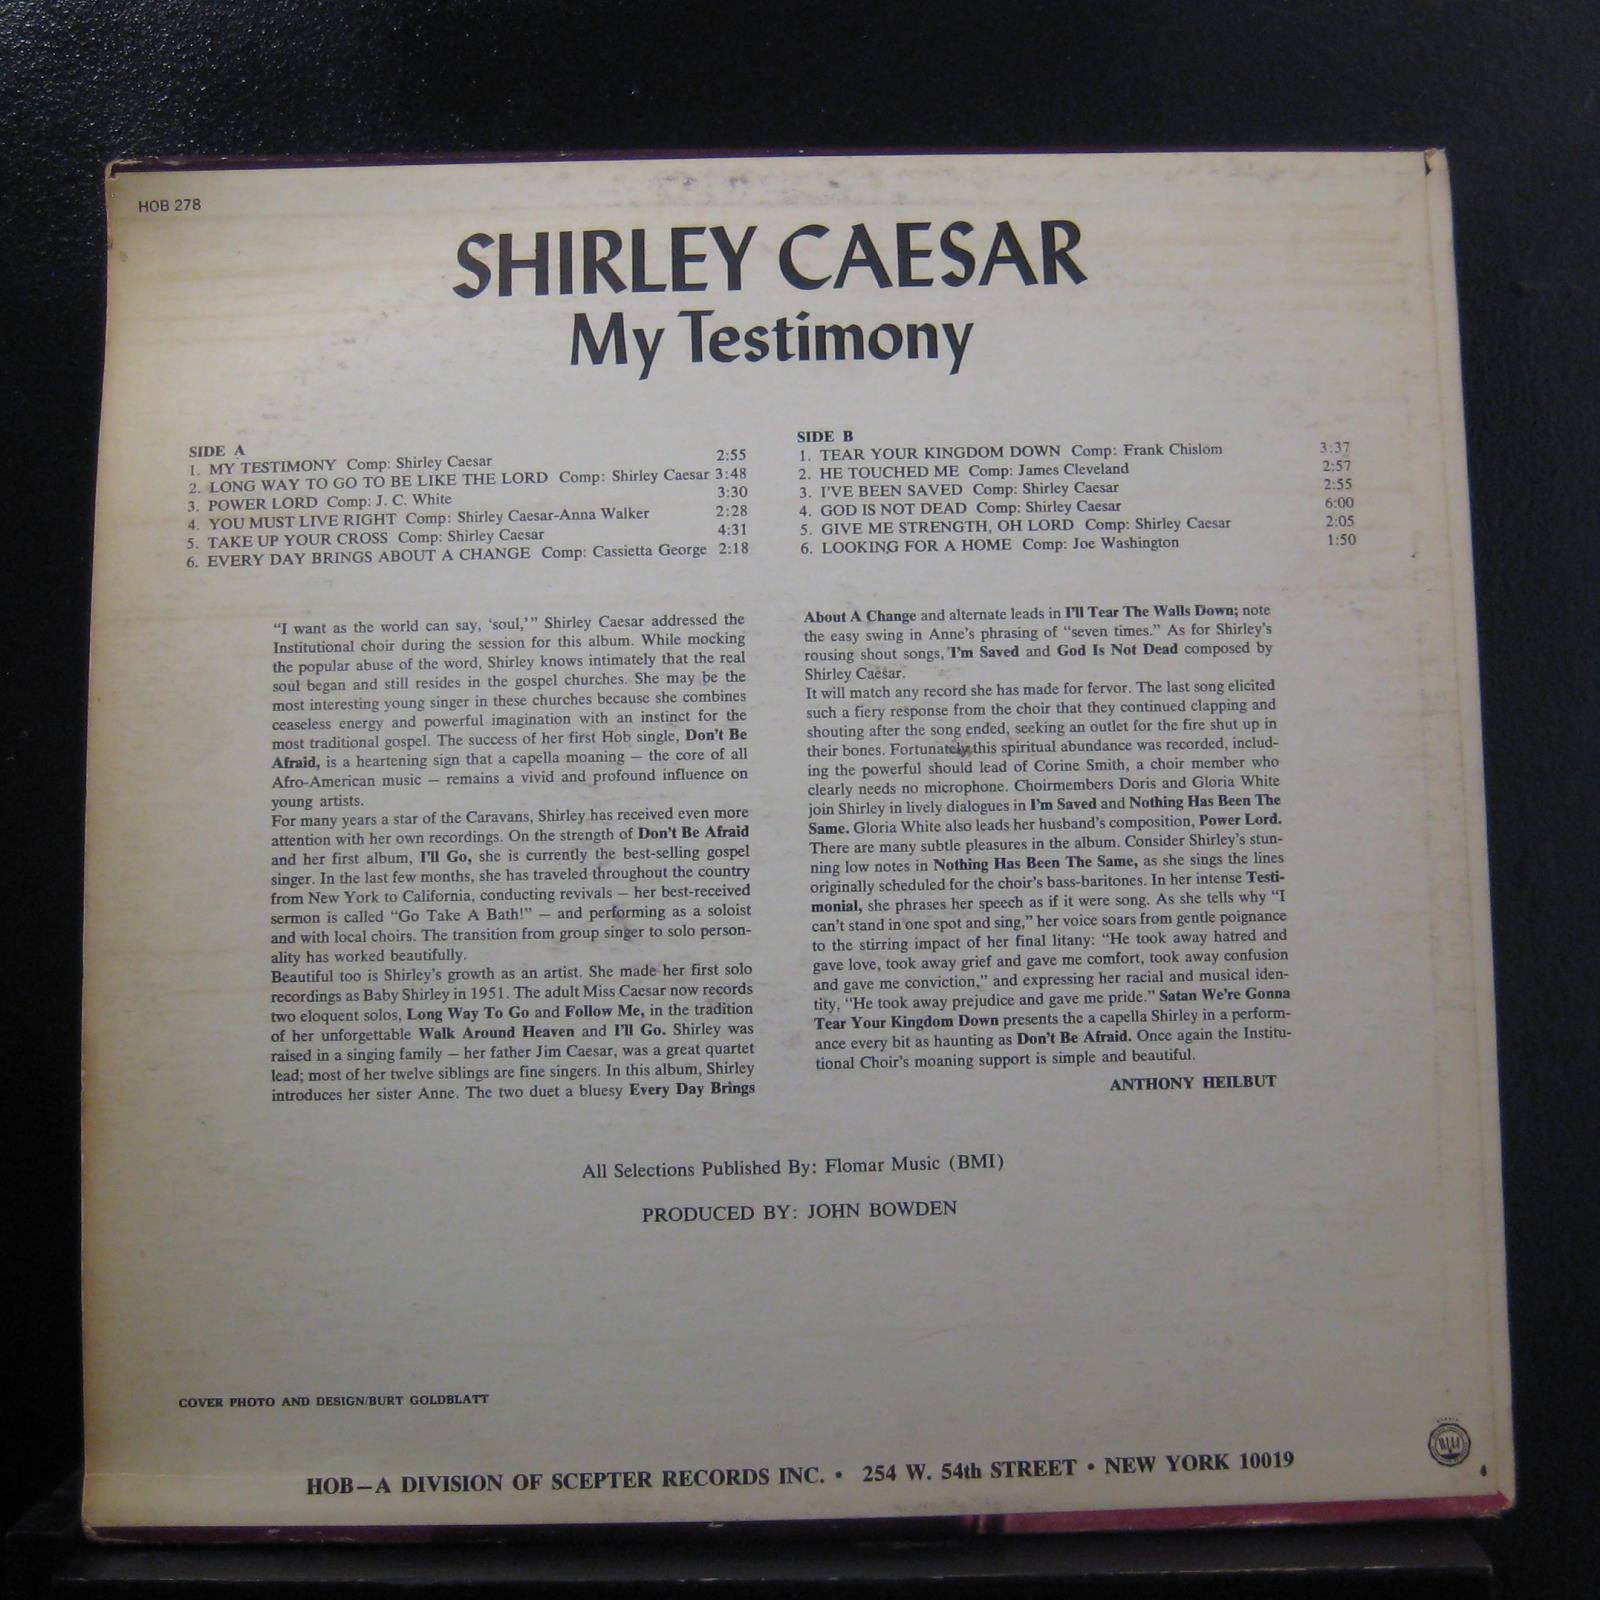 HOB 278
SHIRLEY CAESAR
My Testimony
SIDE A
1. MY TESTIMONY Comp: Shirley Caesar 2:55
2. LONG WAY TO GO TO BE LIKE THE LORD Comp: Shirley Caesar 3:48
3. POWER LORD Comp: J. C. White 3:30
4. YOU MUST LIVE RIGHT Comp: Shirley Caesar-Anna Walker 2:28
5. TAKE UP YOUR CROSS Comp: Shirley Caesar 4:31
6. EVERY DAY BRINGS ABOUT A CHANGE Comp: Cassietta George 2:18
SIDE B
1. TEAR YOUR KINGDOM DOWN Comp: Frank Chislom 3:37
2. HE TOUCHED ME Comp: James Cleveland 2:57
3. I'VE BEEN SAVED Comp: Shirley Caesar 2:55
4. GOD IS NOT DEAD Comp: Shirley Caesar 6:00
5. GIVE ME STRENGTH, OH LORD Comp: Shirley Caesar 2:05
6. LOOKING FOR A HOME Comp: Joe Washington 1:50
“I want as the world can say, ‘soul,’” Shirley Caesar addressed the
Institutional choir during the session for this album. While mocking
the popular abuse of the word, Shirley knows intimately that the real
soul began and still resides in the gospel churches. She may be the
most interesting young singer in these churches because she combines
ceaseless energy and powerful imagination with an instinct for the
most traditional gospel. The success of her first Hob single, Don't Be
Afraid, is a heartening sign that a capella moaning — the core of all
Afro-American music — remains a vivid and profound influence on
young artists.
For many years a star of the Caravans, Shirley has received even more
attention with her own recordings. On the strength of Don't Be Afraid
and her first album, I'll Go, she is currently the best-selling gospel
singer. In the last few months, she has traveled throughout the country
from New York to California, conducting revivals — her best-received
sermon is called “Go Take A Bath!” — and performing as a soloist
and with local choirs. The transition from group singer to solo person-
ality has worked beautifully.
Beautiful too is Shirley's growth as an artist. She made her first solo
recordings as Baby Shirley in 1951. The adult Miss Caesar now records
two eloquent solos, Long Way To Go and Follow Me, in the tradition
of her unforgettable Walk Around Heaven and I'll Go. Shirley was
raised in a singing family — her father Jim Caesar, was a great quartet
lead; most of her twelve siblings are fine singers. In this album, Shirley
introduces her sister Anne. The two duet a bluesy Every Day Brings
About A Change and alternate leads in I'll Tear The Walls Down; note
the easy swing in Anne's phrasing of “seven times.” As for Shirley's
rousing shout songs, I'm Saved and God Is Not Dead composed by
Shirley Caesar.
It will match any record she has made for fervor. The last song elicited
such a fiery response from the choir that they continued clapping and
shouting after the song ended, seeking an outlet for the fire shut up in
their bones. Fortunately, this spiritual abundance was recorded, includ-
ing the powerful should lead of Corine Smith, a choir member who
clearly needs no microphone. Choirmembers Doris and Gloria White
join Shirley in lively dialogues in I'm Saved and Nothing Has Been The
Same. Gloria White also leads her husband's composition, Power Lord.
There are many subtle pleasures in the album. Consider Shirley's stun-
ning low notes in Nothing Has Been The Same, as she sings the lines
originally scheduled for the choir's bass-baritones. In her intense Testi-
monial, she phrases her speech as if it were song. As she tells why “I
can't stand in one spot and sing,” her voice soars from gentle poignance
to the stirring impact of her final litany: “He took away hatred and
gave love, took away grief and gave me comfort, took away confusion
and gave me conviction,” and expressing her racial and musical iden-
tity, “He took away prejudice and gave me pride.” Satan We're Gonna
Tear Your Kingdom Down presents the a capella Shirley in a perform-
ance every bit as haunting as Don't Be Afraid. Once again the Institu-
tional Choir's moaning support is simple and beautiful.
ANTHONY HEILBUT
All Selections Published By: Flomar Music (BMI)
PRODUCED BY: JOHN BOWDEN
COVER PHOTO AND DESIGN/BURT GOLDBLATT
HOB—A DIVISION OF SCEPTER RECORDS INC. • 254 W. 54th STREET • NEW YORK 10019